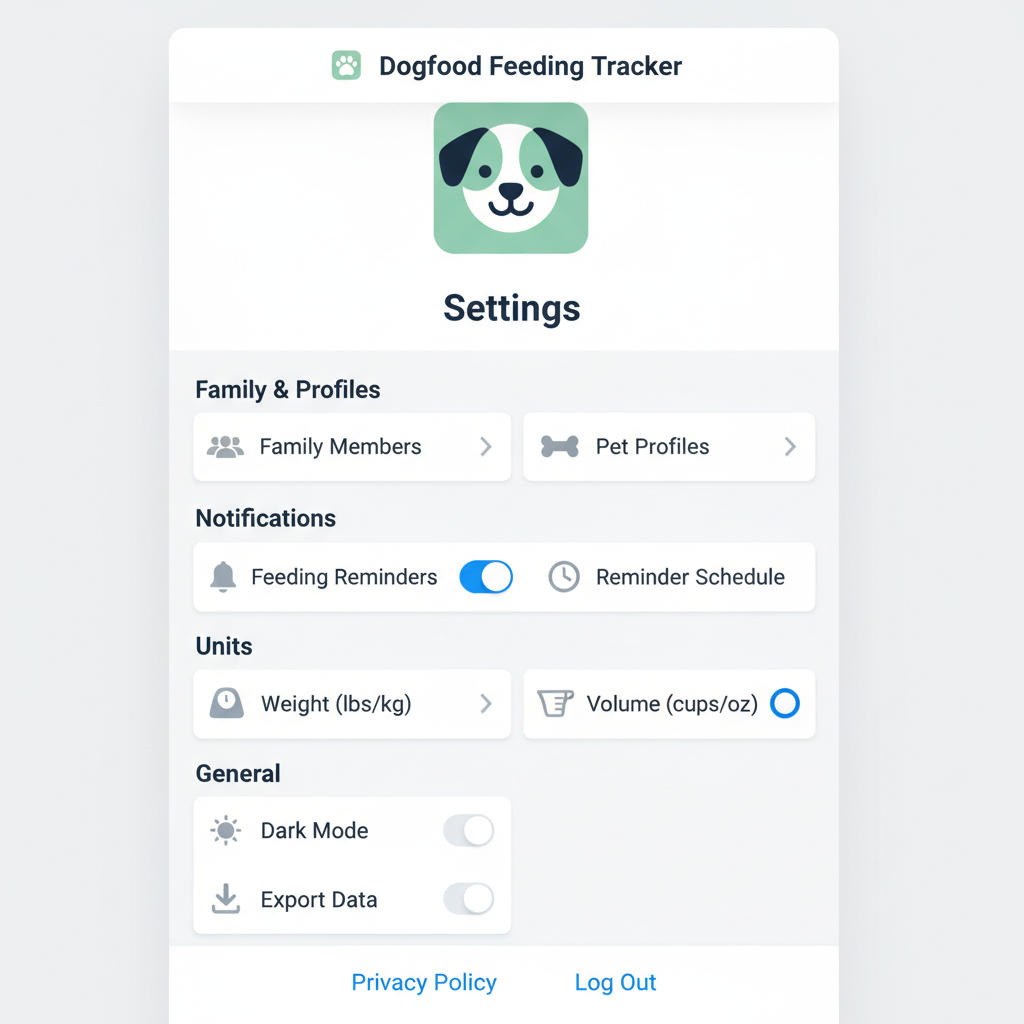 Dogfood Feeding Tracker
Settings
Family & Profiles
Family Members
Pet Profiles
Notifications
Feeding Reminders
Reminder Schedule
Units
Weight (lbs/kg)
Volume (cups/oz)
General
Dark Mode
Export Data
Privacy Policy
Log Out